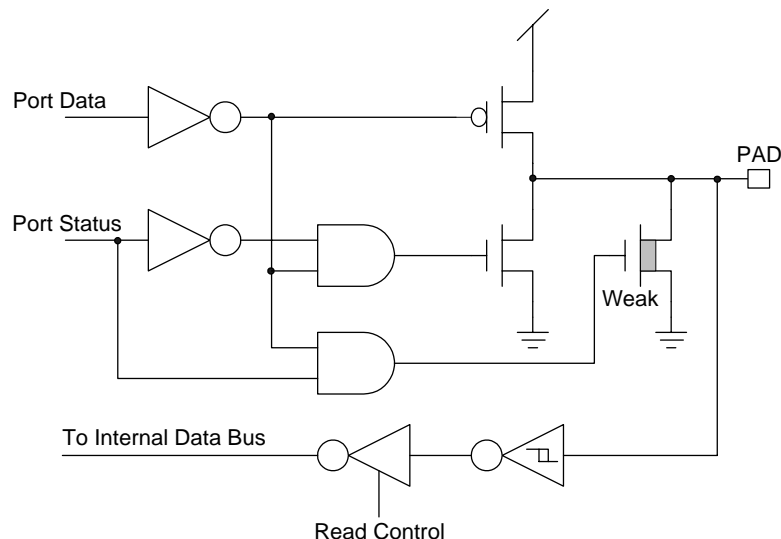 Port Data
PAD
Port Status
Weak
To Internal Data Bus
Read Control